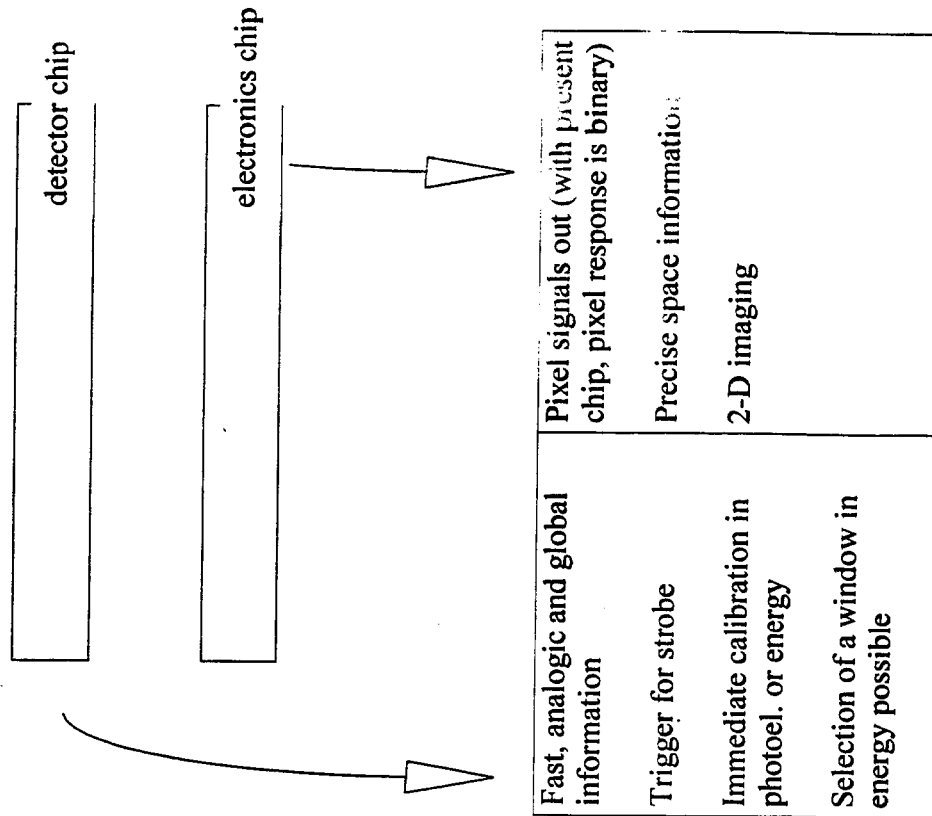 detector chip
electronics chip
Fast, analogic and global
information
Trigger for strobe
Immediate calibration in
photoel. or energy
Selection of a window in
energy possible
Pixel signals out (with present
chip, pixel response is binary)
Precise space information
2-D imaging